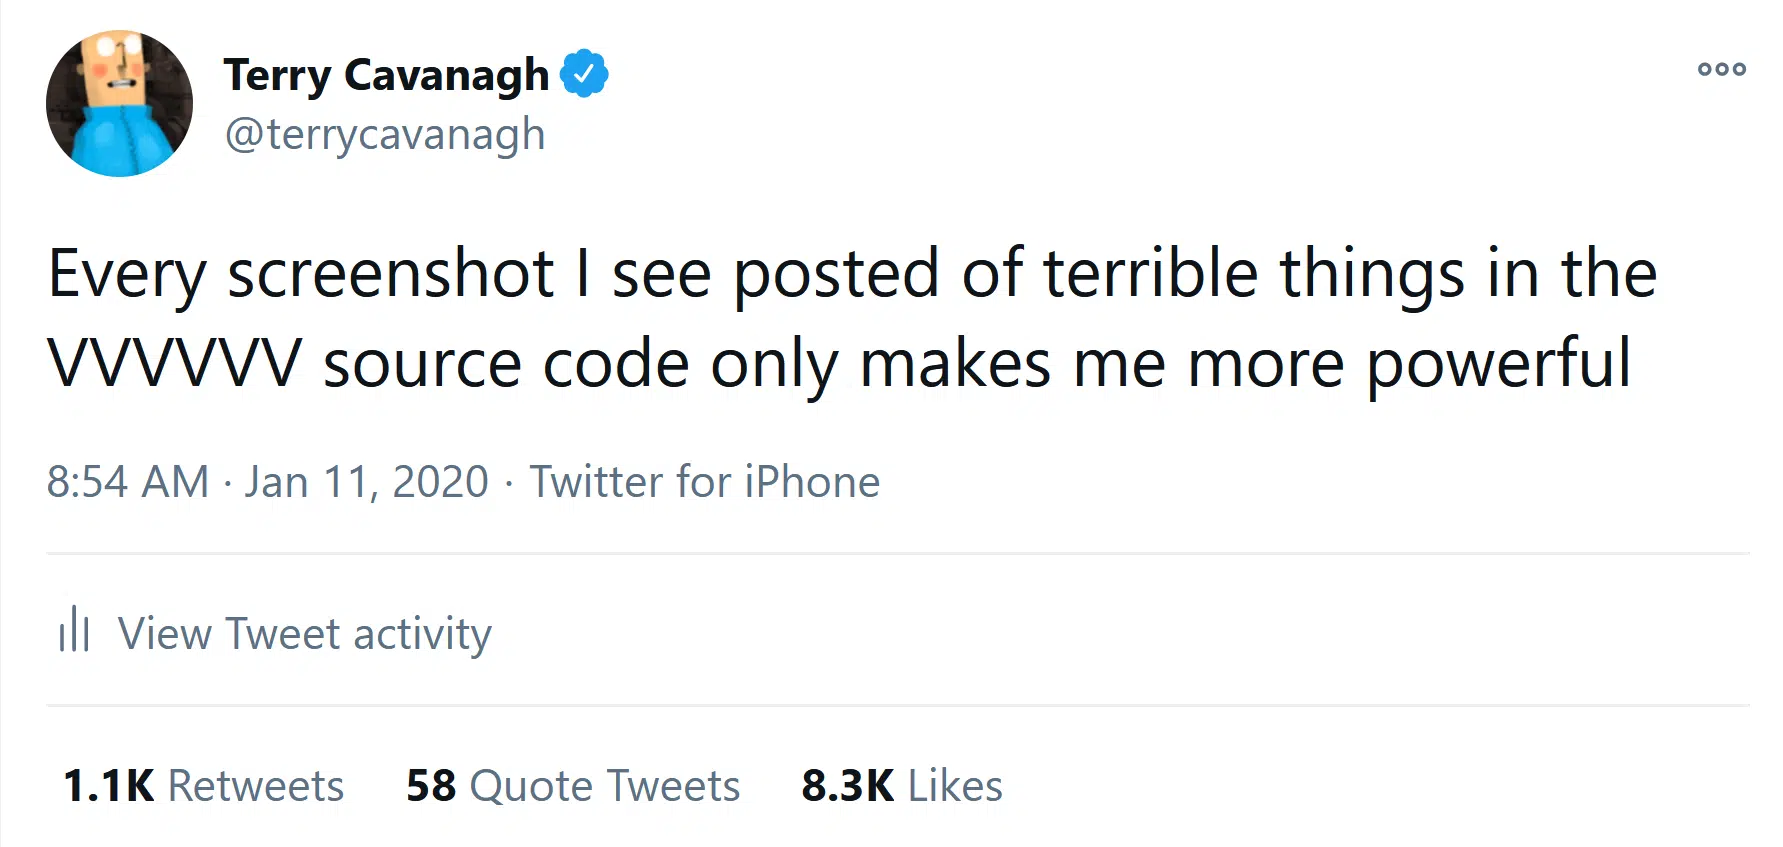 Terry Cavanagh
@terrycavanagh
Every screenshot I see posted of terrible things in the
VVVVVV source code only makes me more powerful
8:54 AM · Jan 11, 2020 · Twitter for iPhone
View Tweet activity
1.1K Retweets 58 Quote Tweets 8.3K Likes